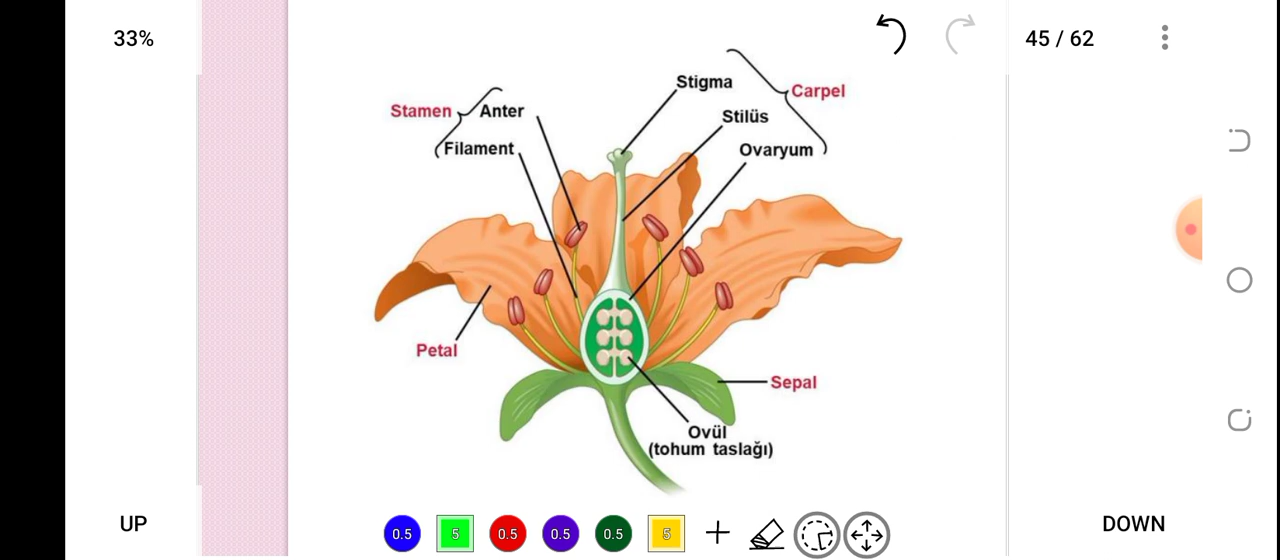 33%
45 / 62
Stigma
Carpel
Stamen
Anter
Stilüs
Filament
Ovaryum
Petal
Sepal
Ovül
(tohum taslağı)
UP
0.5
5
0.5
0.5
0.5
5
DOWN